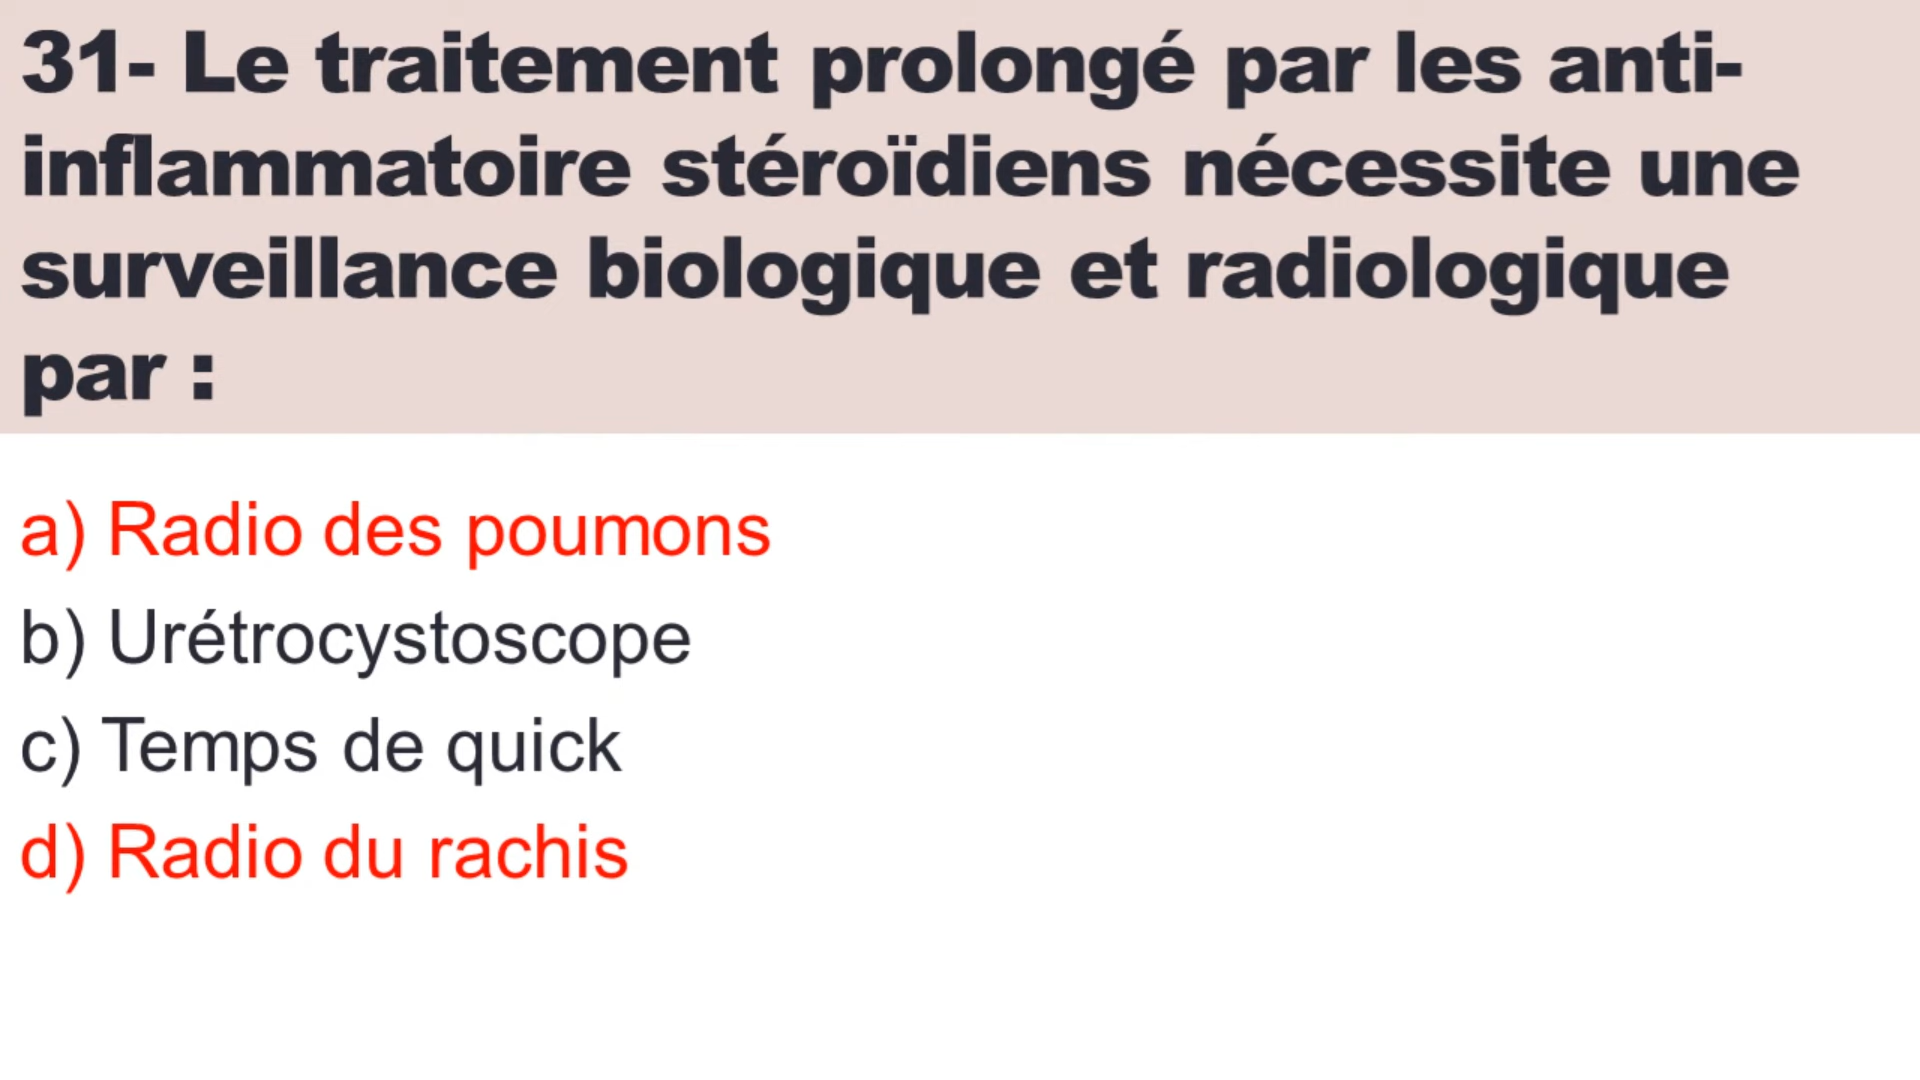 31- Le traitement prolongé par les anti-
inflammatoire stéroïdiens nécessite une
surveillance biologique et radiologique
par :
a) Radio des poumons
b) Urétrocystoscope
c) Temps de quick
d) Radio du rachis